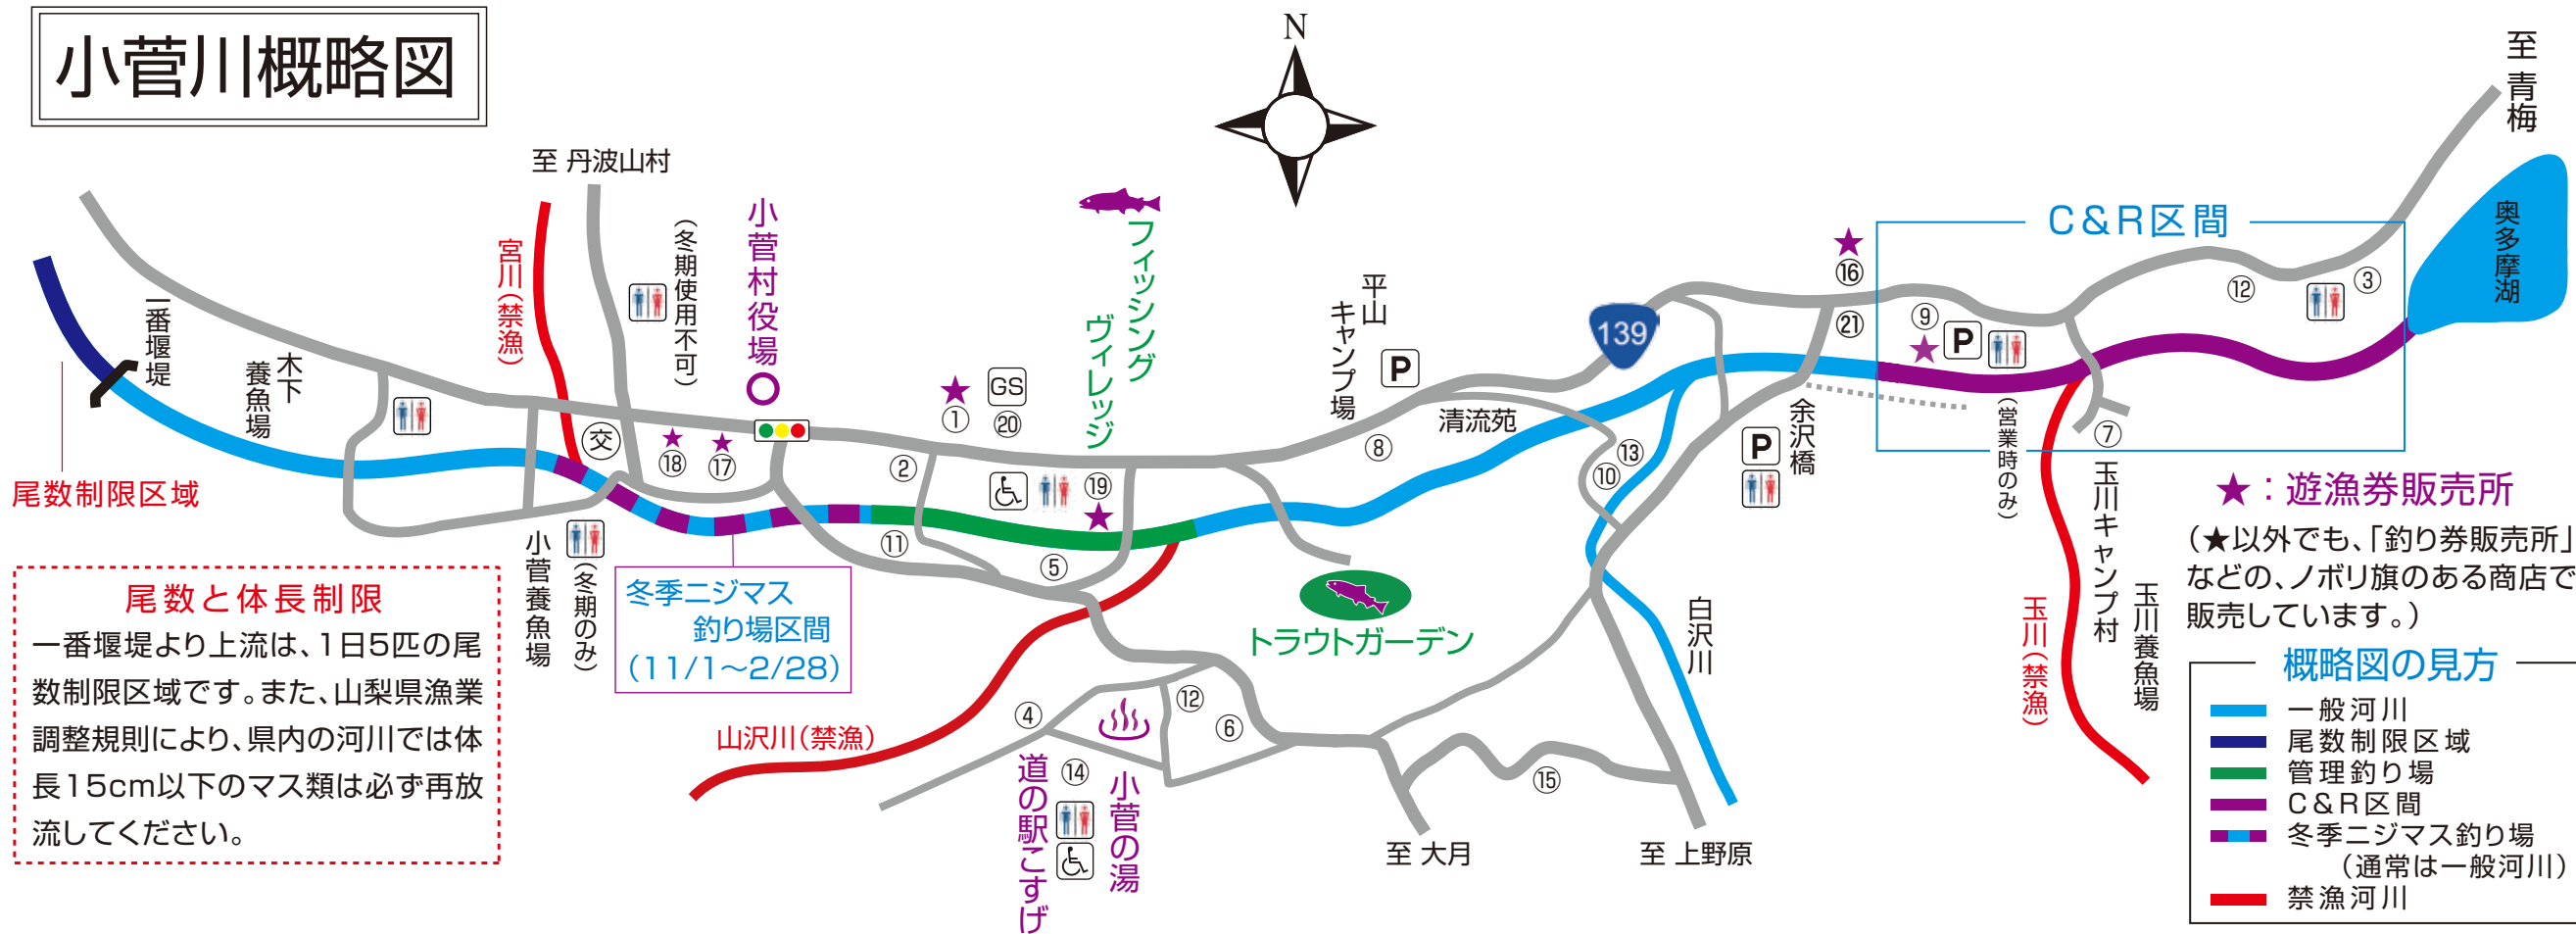 小菅川概略図
N
至 青梅
奥多摩湖
C&R区間
至 丹波山村
宮川(禁漁)
(冬期使用不可)
小菅村役場
フィッシング
ヴィレッジ
平山
キャンプ場
P
139
⑯
㉑
⑨
P
⑫
③
一番堰堤
木下
養魚場
交
⑱
⑰
①
GS
⑳
②
⑲
⑧
清流苑
⑬
⑩
余沢橋
P
(営業時のみ)
⑦
玉川キャンプ村
玉川養魚場
玉川(禁漁)
尾数制限区域
小菅養魚場
(冬期のみ)
⑪
⑤
冬季ニジマス
釣り場区間
(11/1〜2/28)
トラウトガーデン
白沢川
山沢川(禁漁)
④
⑫
⑥
⑭
道の駅こすげ
小菅の湯
⑮
至 大月
至 上野原
尾数と体長制限
一番堰堤より上流は、1日5匹の尾
数制限区域です。また、山梨県漁業
調整規則により、県内の河川では体
長15cm以下のマス類は必ず再放
流してください。
★：遊漁券販売所
(★以外でも、「釣り券販売所」
などの、ノボリ旗のある商店で
販売しています。)
概略図の見方
一般河川
尾数制限区域
管理釣り場
C&R区間
冬季ニジマス釣り場
(通常は一般河川)
禁漁河川